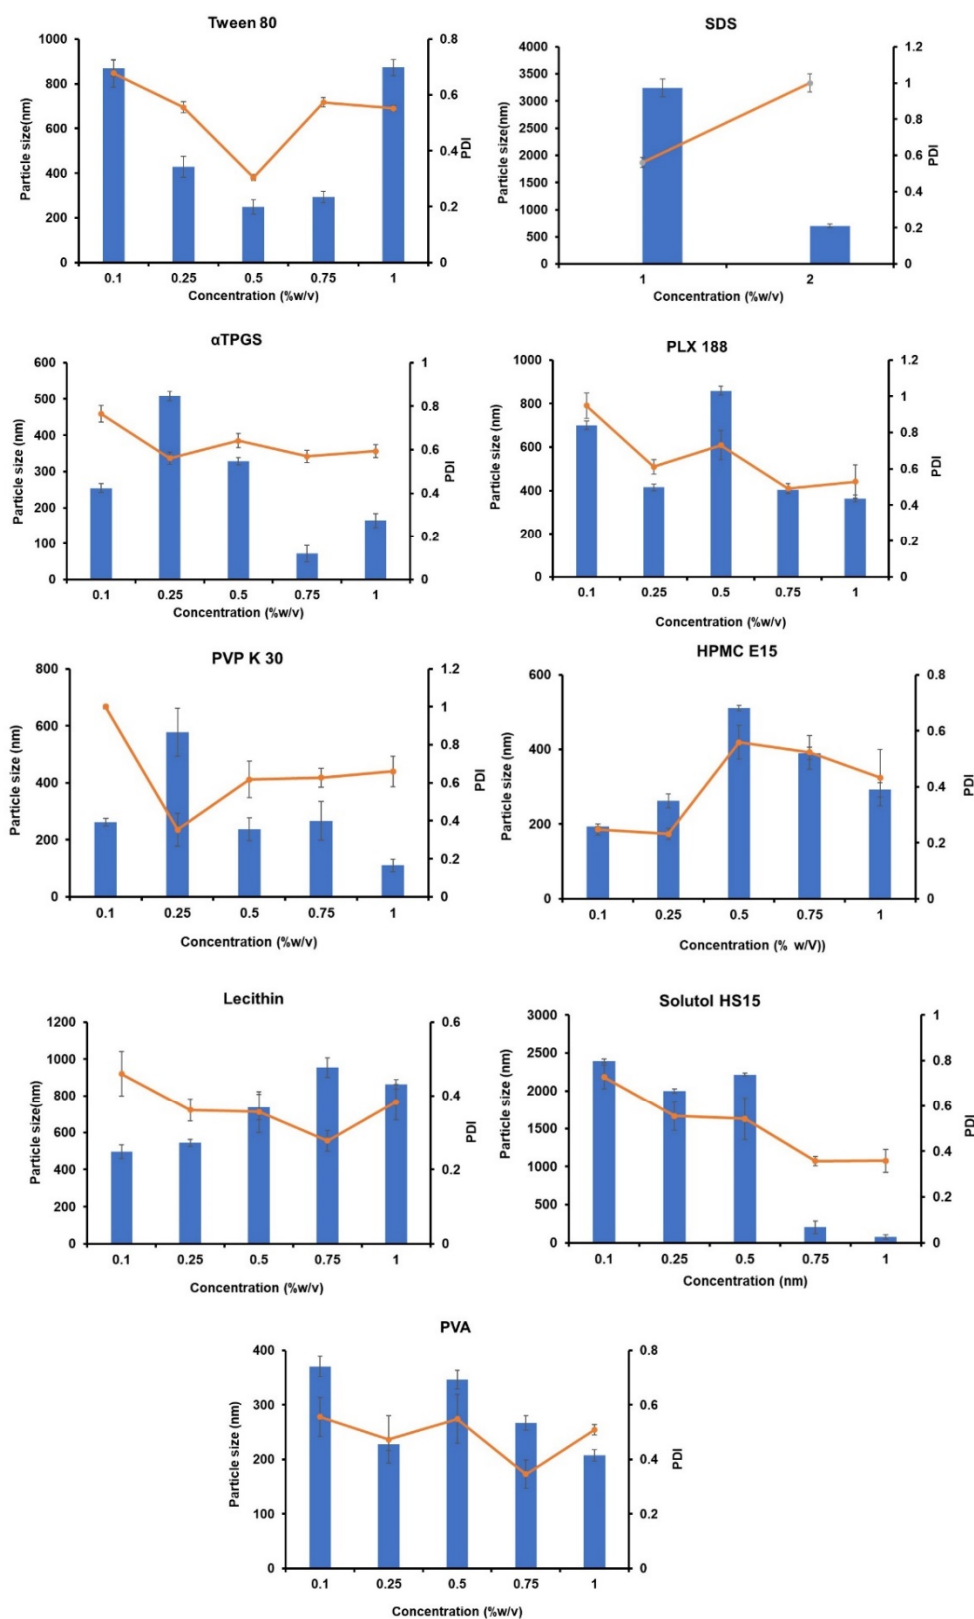 Tween 80
1000
800
600
400
200
0
Particle size(nm)
0.8
0.6
0.4
0.2
0
PDI
0.1 0.25 0.5 0.75 1
Concentration (%w/v)
SDS
4000
3500
3000
2500
2000
1500
1000
500
0
Particle size(nm)
1.2
1
0.8
0.6
0.4
0.2
0
PDI
1 2
Concentration (%w/v)
αTPGS
600
500
400
300
200
100
0
Particle size (nm)
1
0.8
0.6
0.4
0.2
0
PDI
0.1 0.25 0.5 0.75 1
Concentration (%w/v)
PLX 188
1000
800
600
400
200
0
Particle size (nm)
1.2
1
0.8
0.6
0.4
0.2
0
PDI
0.1 0.25 0.5 0.75 1
Concentration (%w/v)
PVP K 30
800
600
400
200
0
Particle size (nm)
1.2
1
0.8
0.6
0.4
0.2
0
PDI
0.1 0.25 0.5 0.75 1
Concentration (%w/v)
HPMC E15
600
400
200
0
Particle size (nm)
0.8
0.6
0.4
0.2
0
PDI
0.1 0.25 0.5 0.75 1
Concentration (% w/V))
Lecithin
1200
1000
800
600
400
200
0
Particle size(nm)
0.6
0.4
0.2
0
PDI
0.1 0.25 0.5 0.75 1
Concentration (%w/v)
Solutol HS15
3000
2500
2000
1500
1000
500
0
Particle size (nm)
1
0.8
0.6
0.4
0.2
0
PDI
0.1 0.25 0.5 0.75 1
Concentration (nm)
PVA
400
300
200
100
0
Particle size (nm)
0.8
0.6
0.4
0.2
0
PDI
0.1 0.25 0.5 0.75 1
Concentration (%w/v)